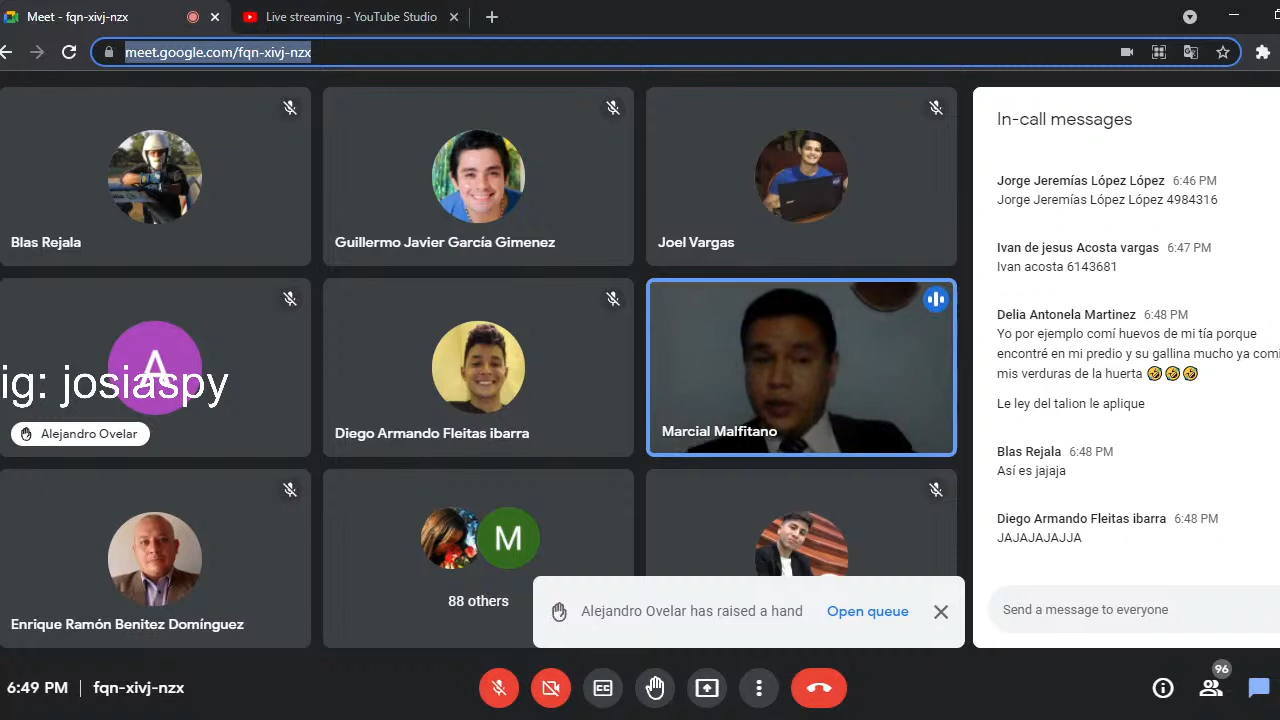 Meet - fqn-xivj-nzx
Live streaming - YouTube Studio
meet.google.com/fqn-xivj-nzx
Blas Rejala
Guillermo Javier García Gimenez
Joel Vargas
A
ig: josiaspy
Alejandro Ovelar
Diego Armando Fleitas ibarra
Marcial Malfitano
Enrique Ramón Benitez Domínguez
M
88 others
Alejandro Ovelar has raised a hand
Open queue
In-call messages
Jorge Jeremías López López 6:46 PM
Jorge Jeremías López López 4984316
Ivan de jesus Acosta vargas 6:47 PM
Ivan acosta 6143681
Delia Antonela Martinez 6:48 PM
Yo por ejemplo comí huevos de mi tía porque
encontré en mi predio y su gallina mucho ya comi
mis verduras de la huerta 🤣🤣🤣
Le ley del talion le aplique
Blas Rejala 6:48 PM
Así es jajaja
Diego Armando Fleitas ibarra 6:48 PM
JAJAJAJAJJA
Send a message to everyone
6:49 PM | fqn-xivj-nzx
CC
96